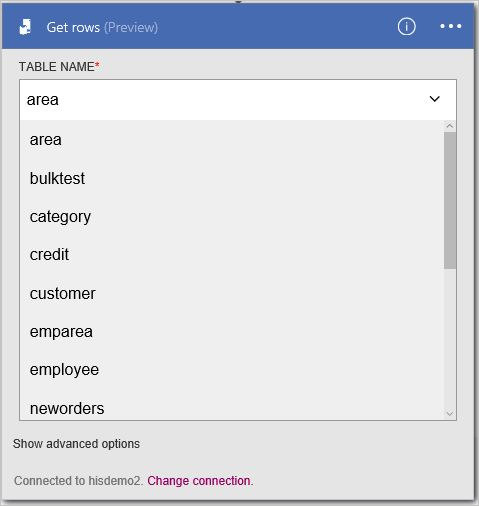 Get rows (Preview)
TABLE NAME*
area
area
bulktest
category
credit
customer
emparea
employee
neworders
Show advanced options
Connected to hisdemo2. Change connection.